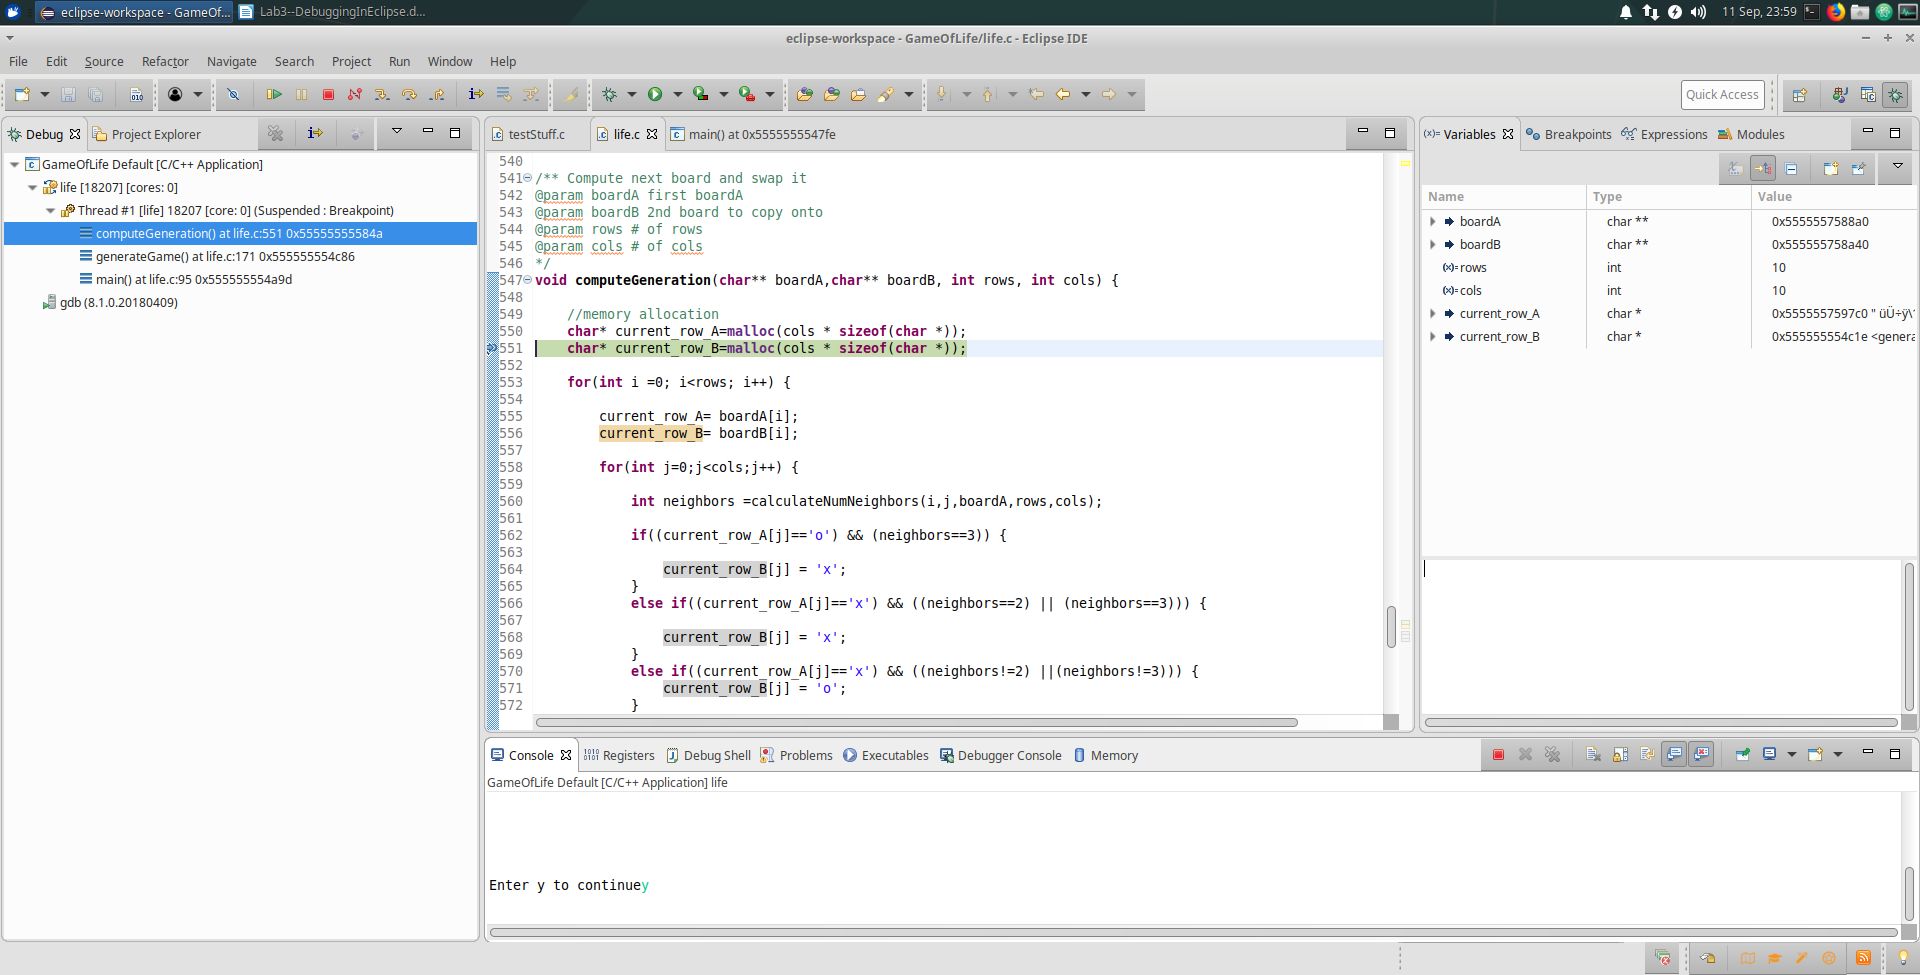 eclipse-workspace - GameOf...
Lab3--DebuggingInEclipse.d...
11 Sep, 23:59
eclipse-workspace - GameOfLife/life.c - Eclipse IDE
File Edit Source Refactor Navigate Search Project Run Window Help
Quick Access
Debug
Project Explorer
GameOfLife Default [C/C++ Application]
life [18207] [cores: 0]
Thread #1 [life] 18207 [core: 0] (Suspended : Breakpoint)
computeGeneration() at life.c:551 0x55555555584a
generateGame() at life.c:171 0x555555554c86
main() at life.c:95 0x555555554a9d
gdb (8.1.0.20180409)
testStuff.c
life.c
main() at 0x5555555547fe
540
541 /** Compute next board and swap it
542 @param boardA first boardA
543 @param boardB 2nd board to copy onto
544 @param rows # of rows
545 @param cols # of cols
546 */
547 void computeGeneration(char** boardA,char** boardB, int rows, int cols) {
548
549 //memory allocation
550 char* current_row_A=malloc(cols * sizeof(char *));
551 char* current_row_B=malloc(cols * sizeof(char *));
552
553 for(int i =0; i<rows; i++) {
554
555 current_row_A= boardA[i];
556 current_row_B= boardB[i];
557
558 for(int j=0;j<cols;j++) {
559
560 int neighbors =calculateNumNeighbors(i,j,boardA,rows,cols);
561
562 if((current_row_A[j]=='o') && (neighbors==3)) {
563
564 current_row_B[j] = 'x';
565 }
566 else if((current_row_A[j]=='x') && ((neighbors==2) || (neighbors==3))) {
567
568 current_row_B[j] = 'x';
569 }
570 else if((current_row_A[j]=='x') && ((neighbors!=2) ||(neighbors!=3))) {
571 current_row_B[j] = 'o';
572 }
(x)= Variables
Breakpoints
Expressions
Modules
Name Type Value
boardA char ** 0x5555557588a0
boardB char ** 0x555555758a40
(x)= rows int 10
(x)= cols int 10
current_row_A char * 0x5555557597c0 " üÜ÷ÿ\'
current_row_B char * 0x555555554c1e <genera
Console
Registers
Debug Shell
Problems
Executables
Debugger Console
Memory
GameOfLife Default [C/C++ Application] life
Enter y to continuey